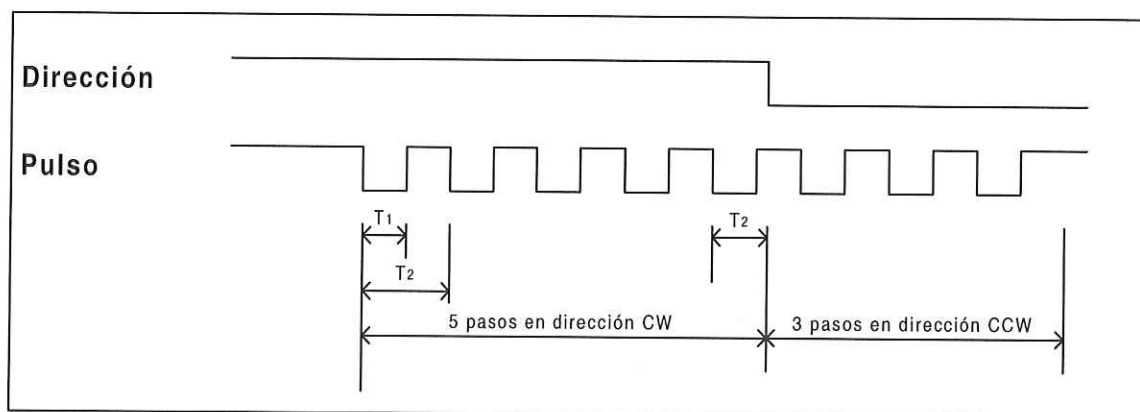 Dirección
Pulso
T1
T2
T2
5 pasos en dirección CW
3 pasos en dirección CCW